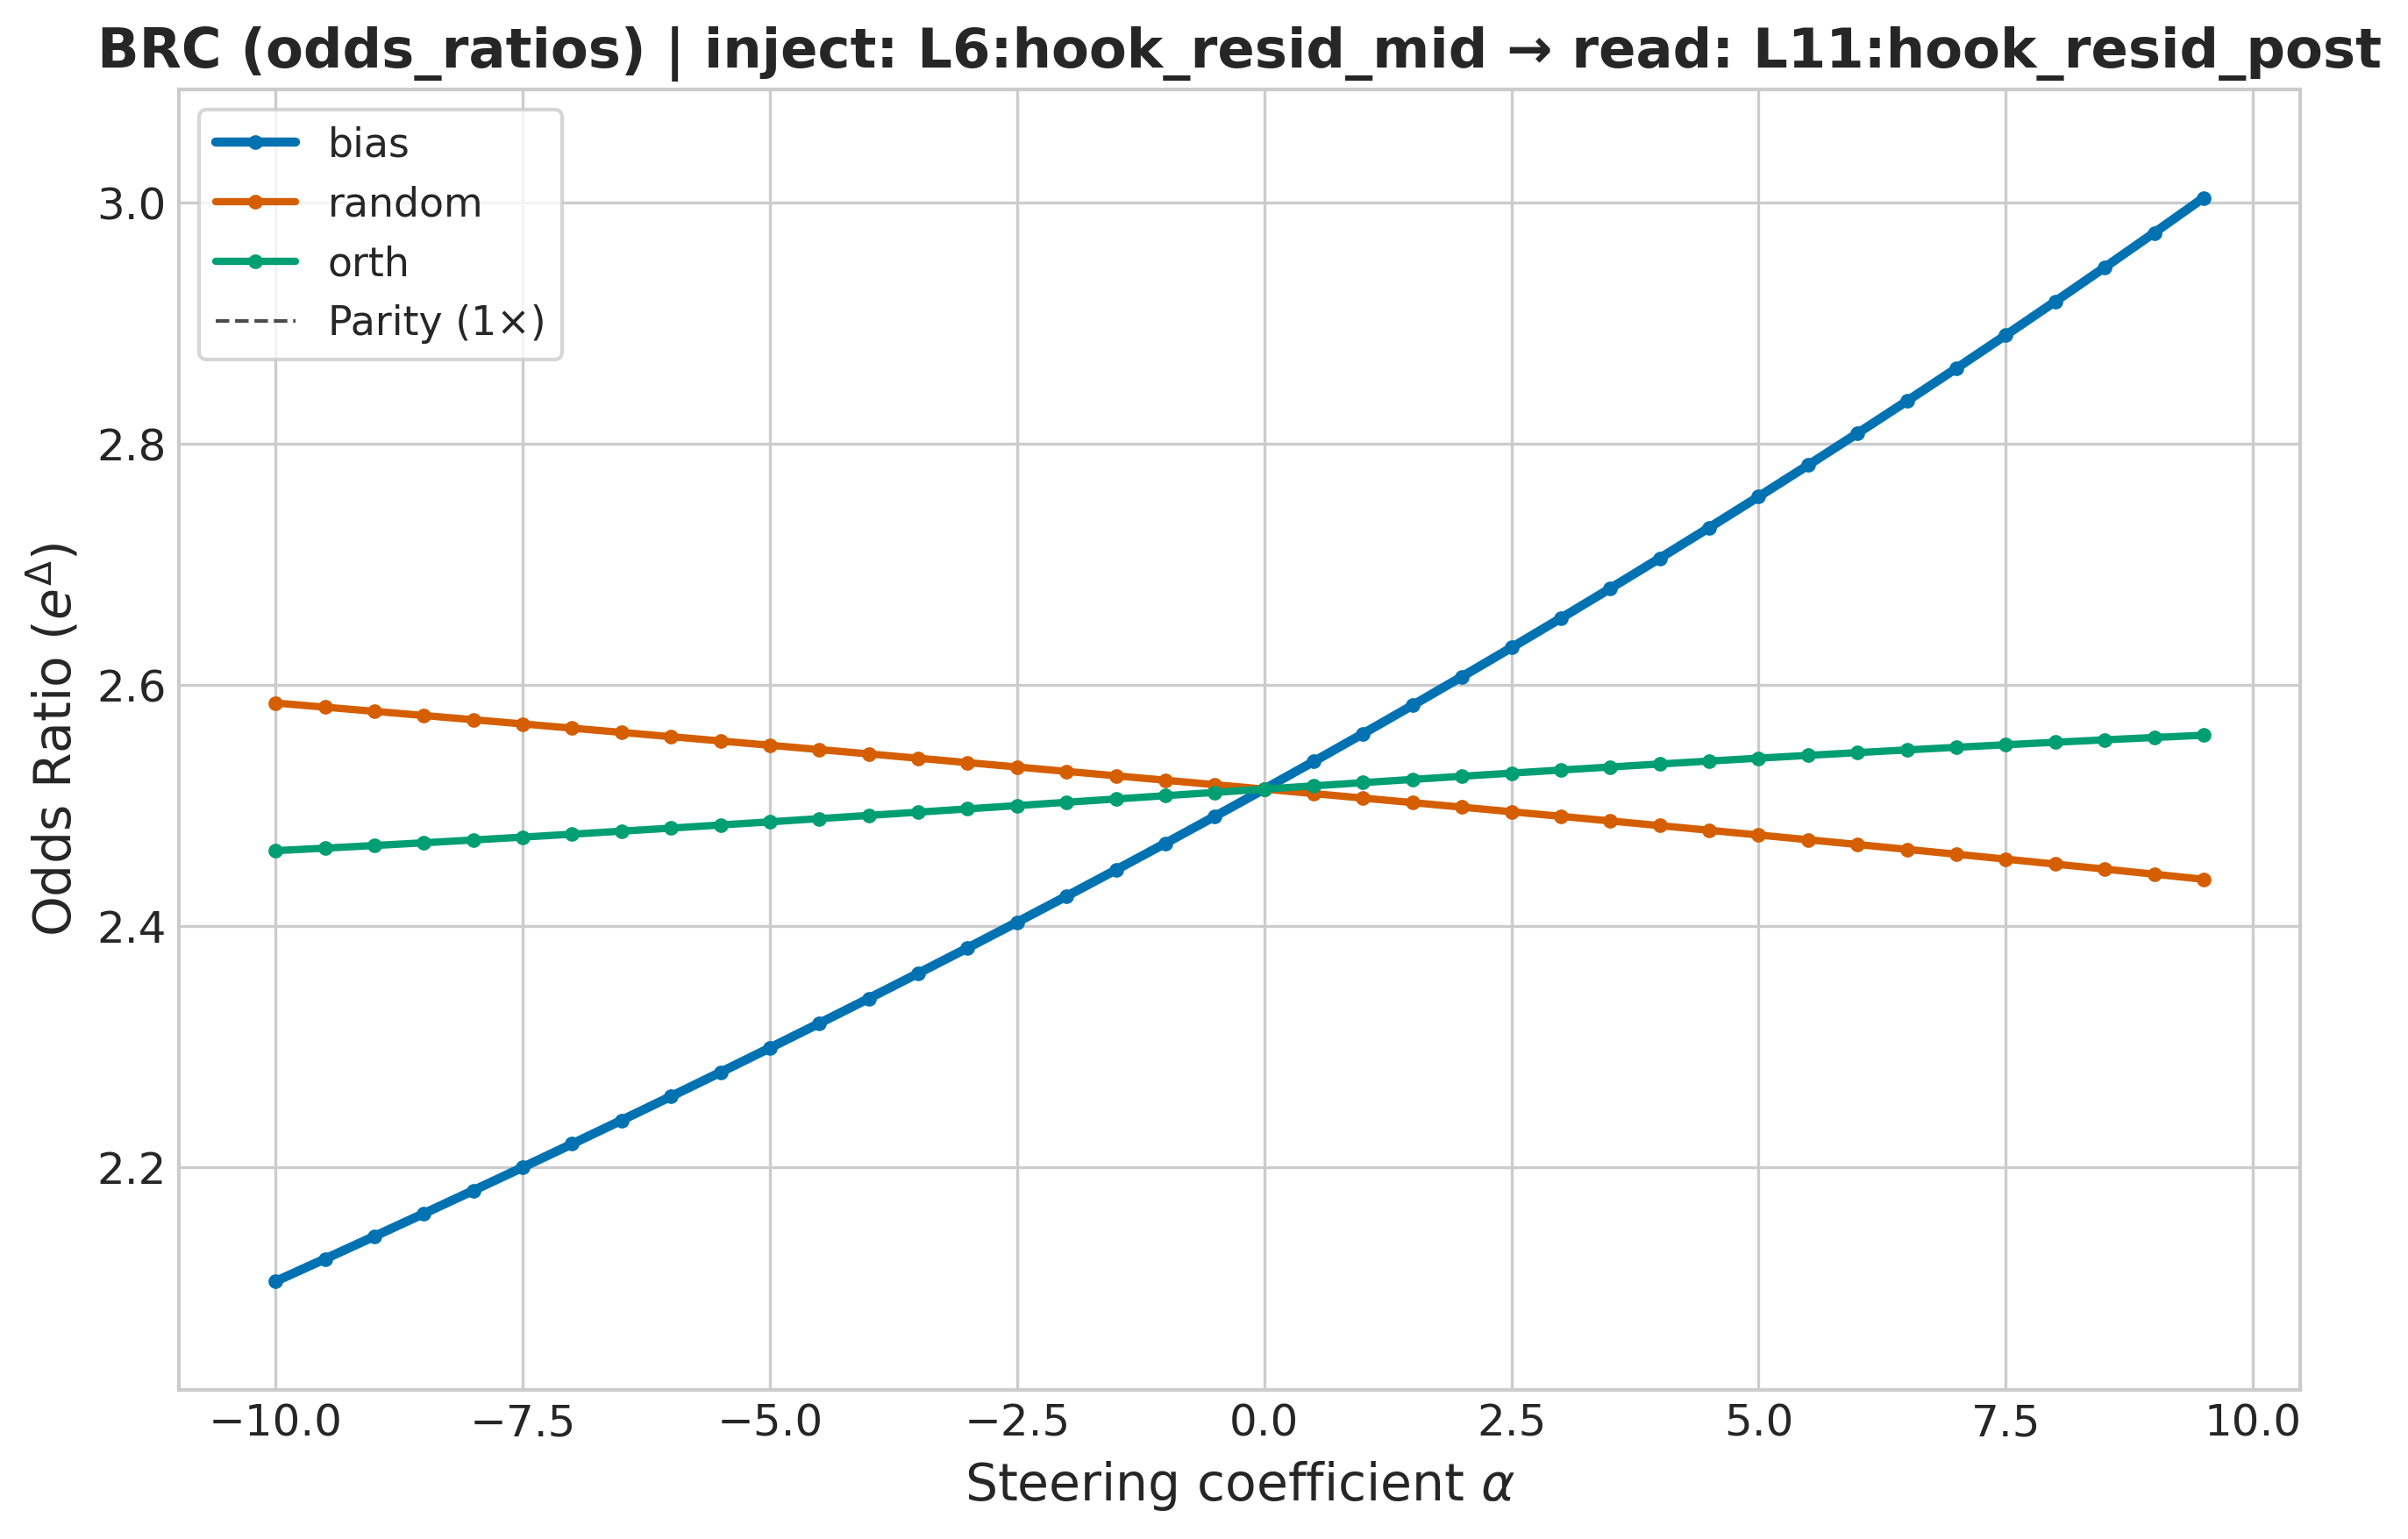 BRC (odds_ratios) | inject: L6:hook_resid_mid → read: L11:hook_resid_post
bias
random
orth
Parity (1×)
Odds Ratio (e^Δ)
3.0
2.8
2.6
2.4
2.2
−10.0 −7.5 −5.0 −2.5 0.0 2.5 5.0 7.5 10.0
Steering coefficient α